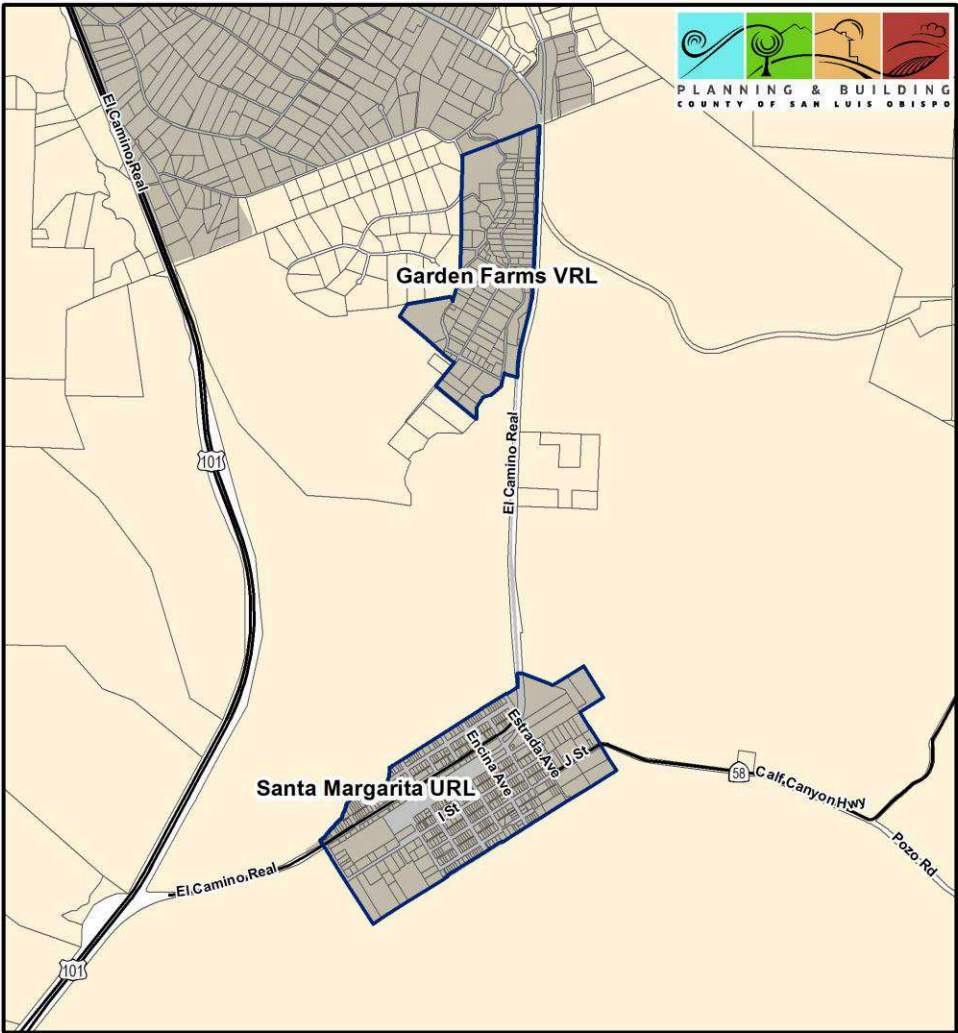 PLANNING & BUILDING
COUNTY OF SAN LUIS OBISPO
El Camino Real
Garden Farms VRL
101
El Camino Real
Estrada Ave
Encina Ave
J St
58
Calf Canyon Hwy
Santa Margarita URL
I St
Pozo Rd
El Camino Real
101